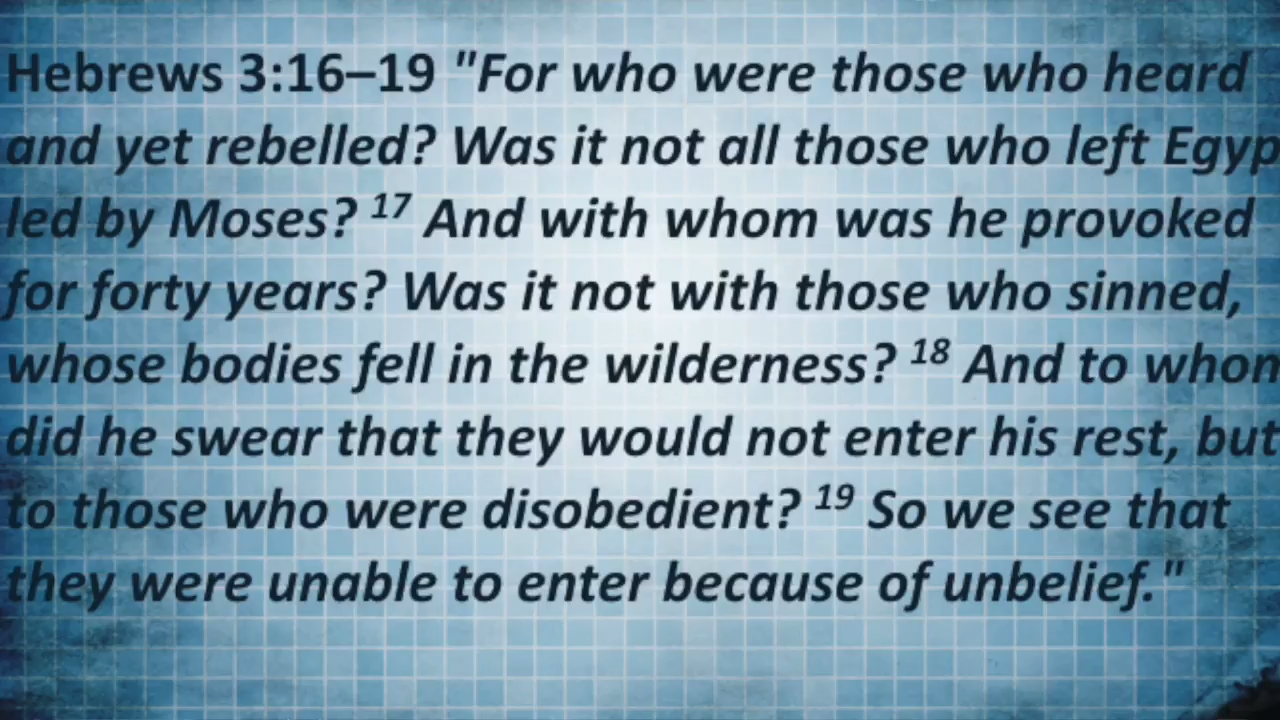 Hebrews 3:16–19 "For who were those who heard
and yet rebelled? Was it not all those who left Egyp
led by Moses? 17 And with whom was he provoked
for forty years? Was it not with those who sinned,
whose bodies fell in the wilderness? 18 And to whom
did he swear that they would not enter his rest, but
to those who were disobedient? 19 So we see that
they were unable to enter because of unbelief."